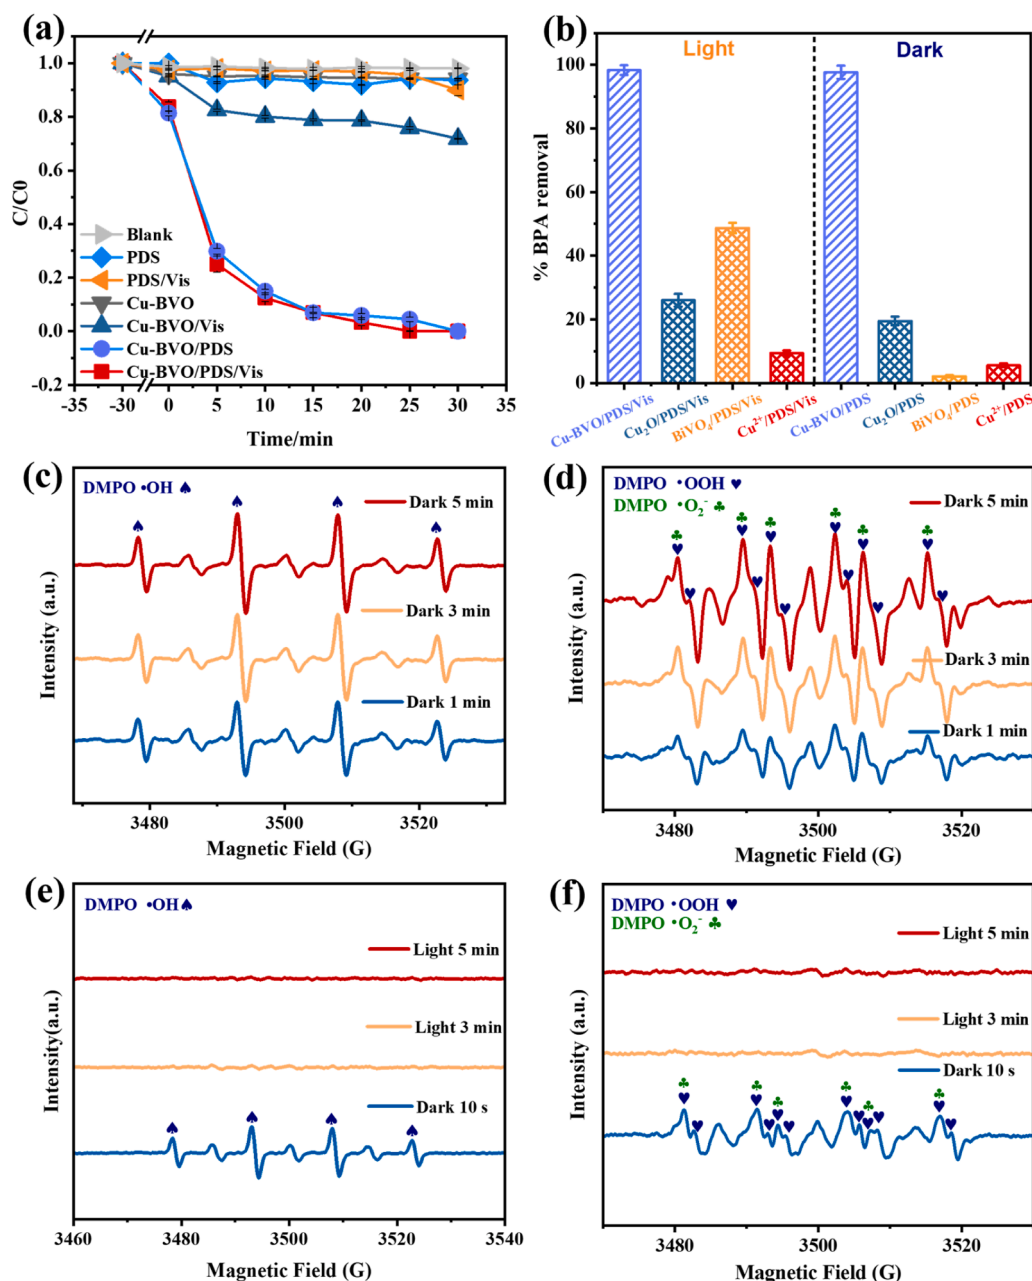 (a)
C/C0
1.0
0.8
0.6
0.4
0.2
0.0
-0.2
Blank
PDS
PDS/Vis
Cu-BVO
Cu-BVO/Vis
Cu-BVO/PDS
Cu-BVO/PDS/Vis
-35 -30 0 5 10 15 20 25 30 35
Time/min
(b)
Light Dark
% BPA removal
100
80
60
40
20
0
Cu-BVO/PDS/Vis
Cu₂O/PDS/Vis
BiVO₄/PDS/Vis
Cu²⁺/PDS/Vis
Cu-BVO/PDS
Cu₂O/PDS
BiVO₄/PDS
Cu²⁺/PDS
(c)
DMPO •OH ♠
Dark 5 min
Dark 3 min
Dark 1 min
Intensity (a.u.)
3480 3500 3520
Magnetic Field (G)
(d)
DMPO •OOH ♥
DMPO •O₂⁻ ♣
Dark 5 min
Dark 3 min
Dark 1 min
Intensity (a.u.)
3480 3500 3520
Magnetic Field (G)
(e)
DMPO •OH ♠
Light 5 min
Light 3 min
Dark 10 s
Intensity(a.u.)
3460 3480 3500 3520 3540
Magnetic Field (G)
(f)
DMPO •OOH ♥
DMPO •O₂⁻ ♣
Light 5 min
Light 3 min
Dark 10 s
Intensity (a.u.)
3480 3500 3520
Magnetic Field (G)